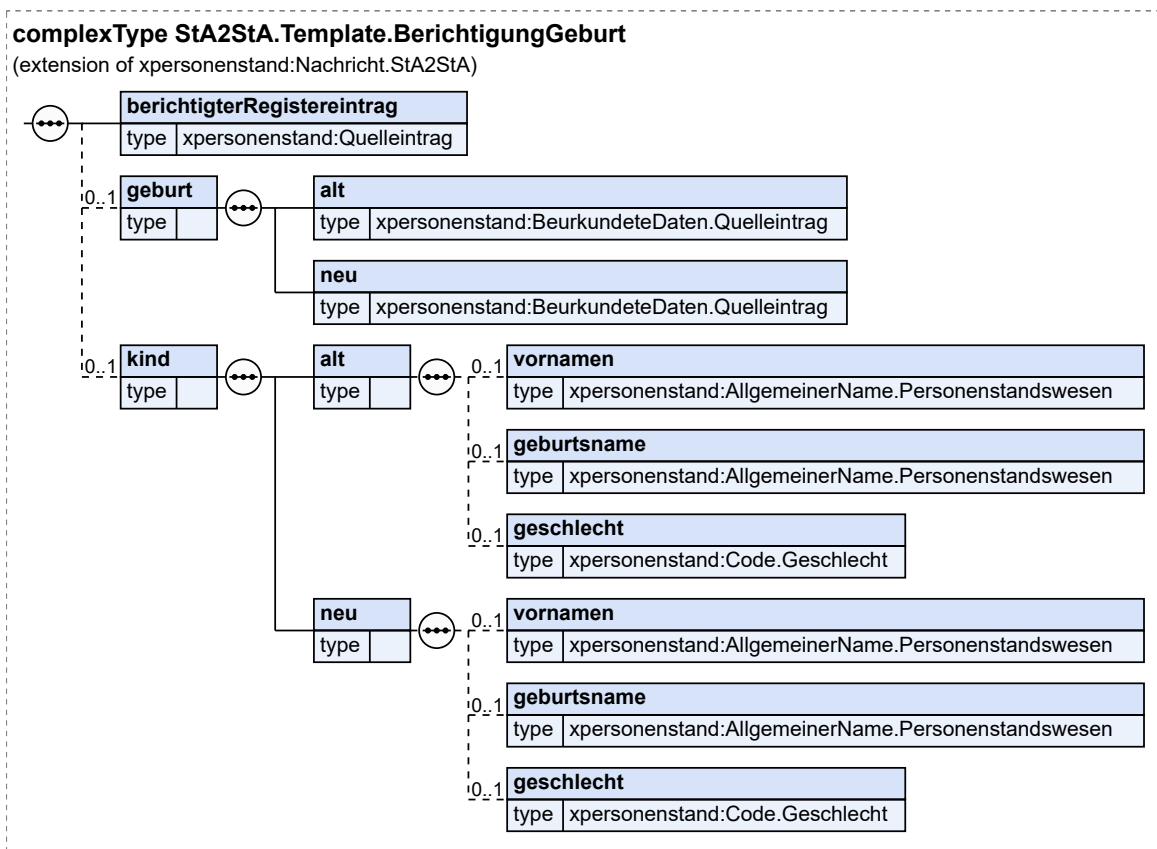 complexType StA2StA.Template.BerichtigungGeburt
(extension of xpersonenstand:Nachricht.StA2StA)
berichtigterRegistereintrag
type xpersonenstand:Quelleintrag
0..1 geburt
type
alt
type xpersonenstand:BeurkundeteDaten.Quelleintrag
neu
type xpersonenstand:BeurkundeteDaten.Quelleintrag
0..1 kind
type
alt
type
0..1 vornamen
type xpersonenstand:AllgemeinerName.Personenstandswesen
0..1 geburtsname
type xpersonenstand:AllgemeinerName.Personenstandswesen
0..1 geschlecht
type xpersonenstand:Code.Geschlecht
neu
type
0..1 vornamen
type xpersonenstand:AllgemeinerName.Personenstandswesen
0..1 geburtsname
type xpersonenstand:AllgemeinerName.Personenstandswesen
0..1 geschlecht
type xpersonenstand:Code.Geschlecht